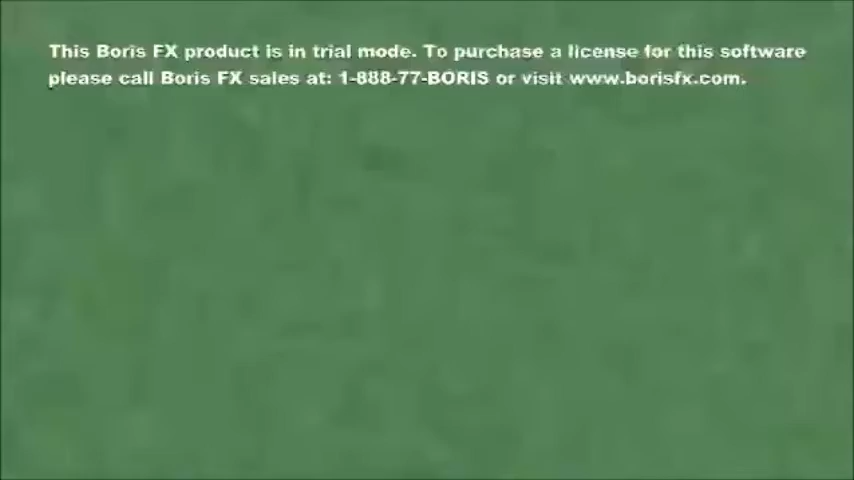 This Boris FX product is in trial mode. To purchase a license for this software
please call Boris FX sales at: 1-888-77-BORIS or visit www.borisfx.com.